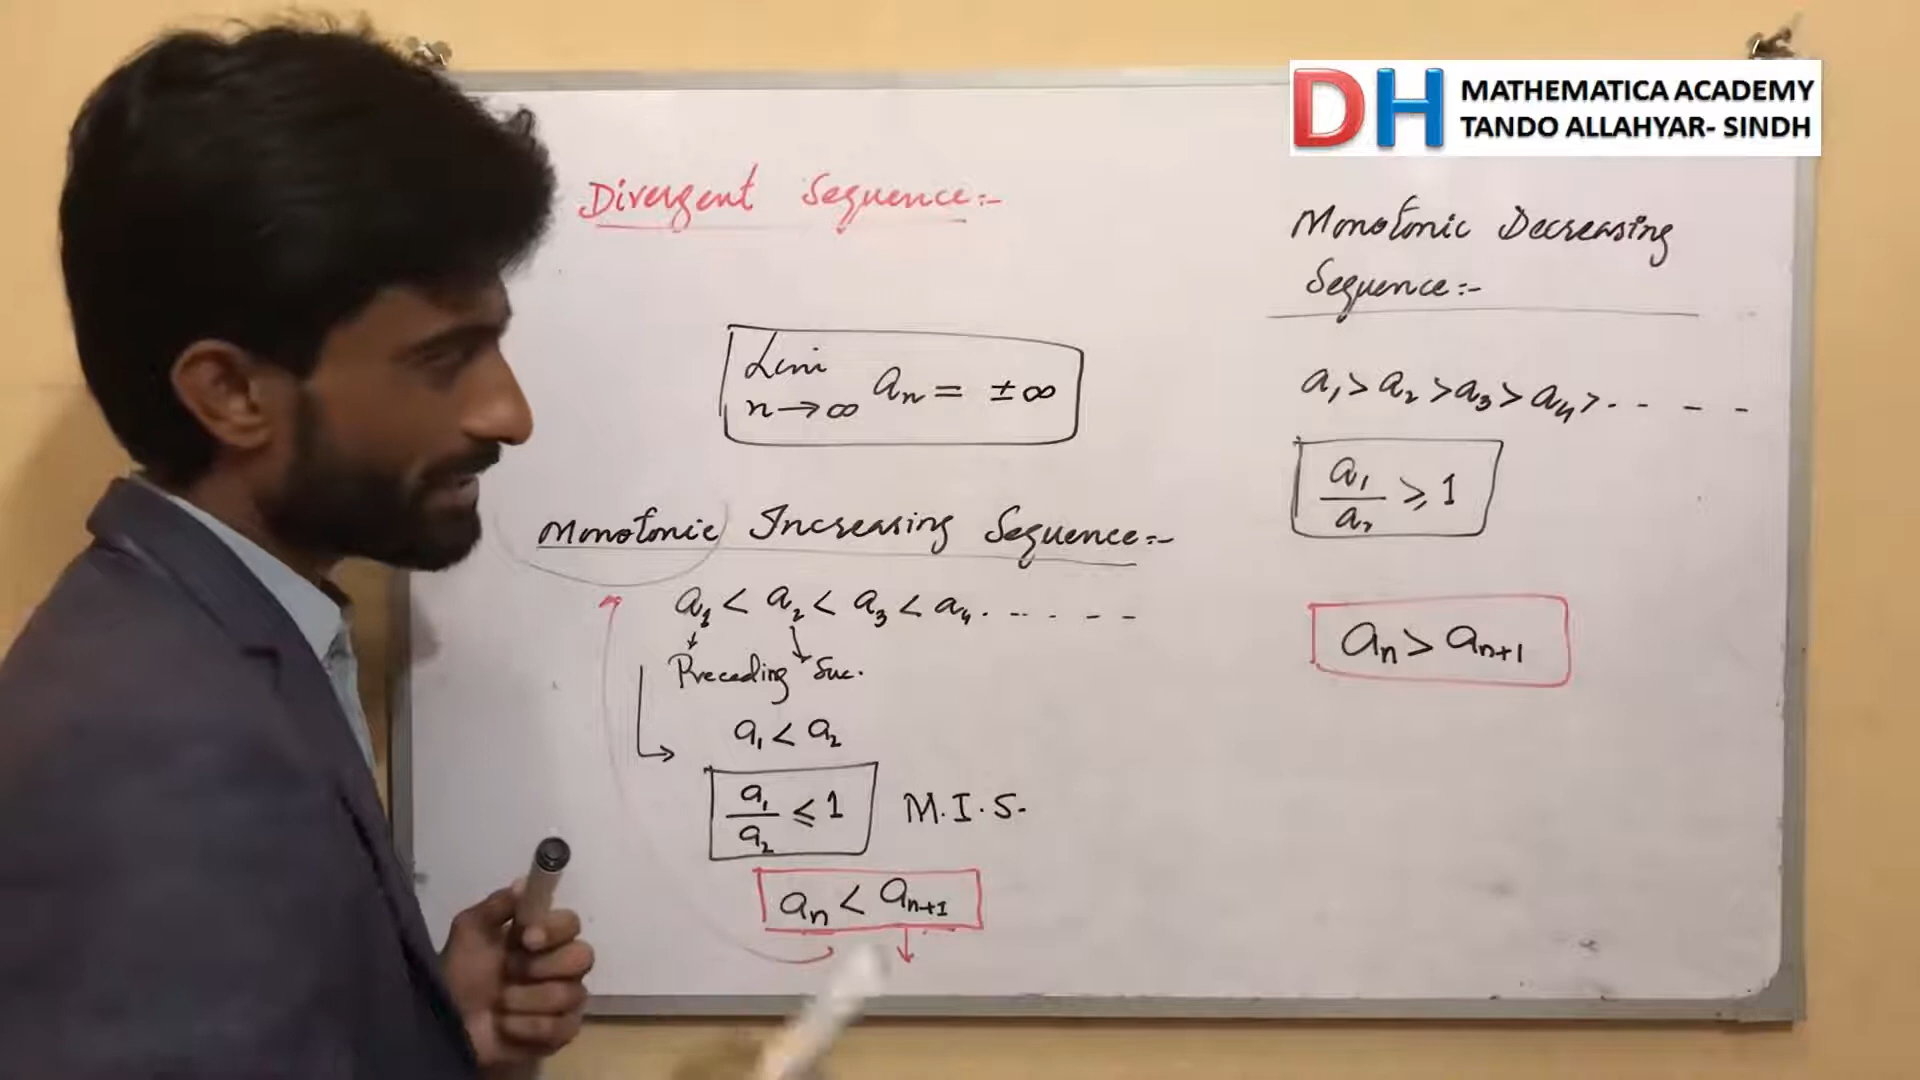 DH MATHEMATICA ACADEMY
TANDO ALLAHYAR- SINDH
Divergent Sequence:-
Lim n→∞ aₙ = ±∞
Monotonic Increasing Sequence:-
a₁ < a₂ < a₃ < a₄ . - - - - -
Preceding Suc.
a₁ < a₂
a₁/a₂ ⩽ 1 M.I.S.
aₙ < aₙ₊₁
Monotonic Decreasing
Sequence:-
a₁ > a₂ > a₃ > a₄ > - - - - -
a₁/a₂ ⩾ 1
aₙ > aₙ₊₁